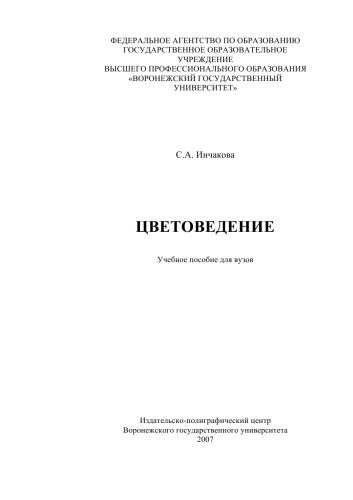 ФЕДЕРАЛЬНОЕ АГЕНТСТВО ПО ОБРАЗОВАНИЮ
ГОСУДАРСТВЕННОЕ ОБРАЗОВАТЕЛЬНОЕ
УЧРЕЖДЕНИЕ
ВЫСШЕГО ПРОФЕССИОНАЛЬНОГО ОБРАЗОВАНИЯ
«ВОРОНЕЖСКИЙ ГОСУДАРСТВЕННЫЙ
УНИВЕРСИТЕТ»
С.А. Инчакова
ЦВЕТОВЕДЕНИЕ
Учебное пособие для вузов
Издательско-полиграфический центр
Воронежского государственного университета
2007